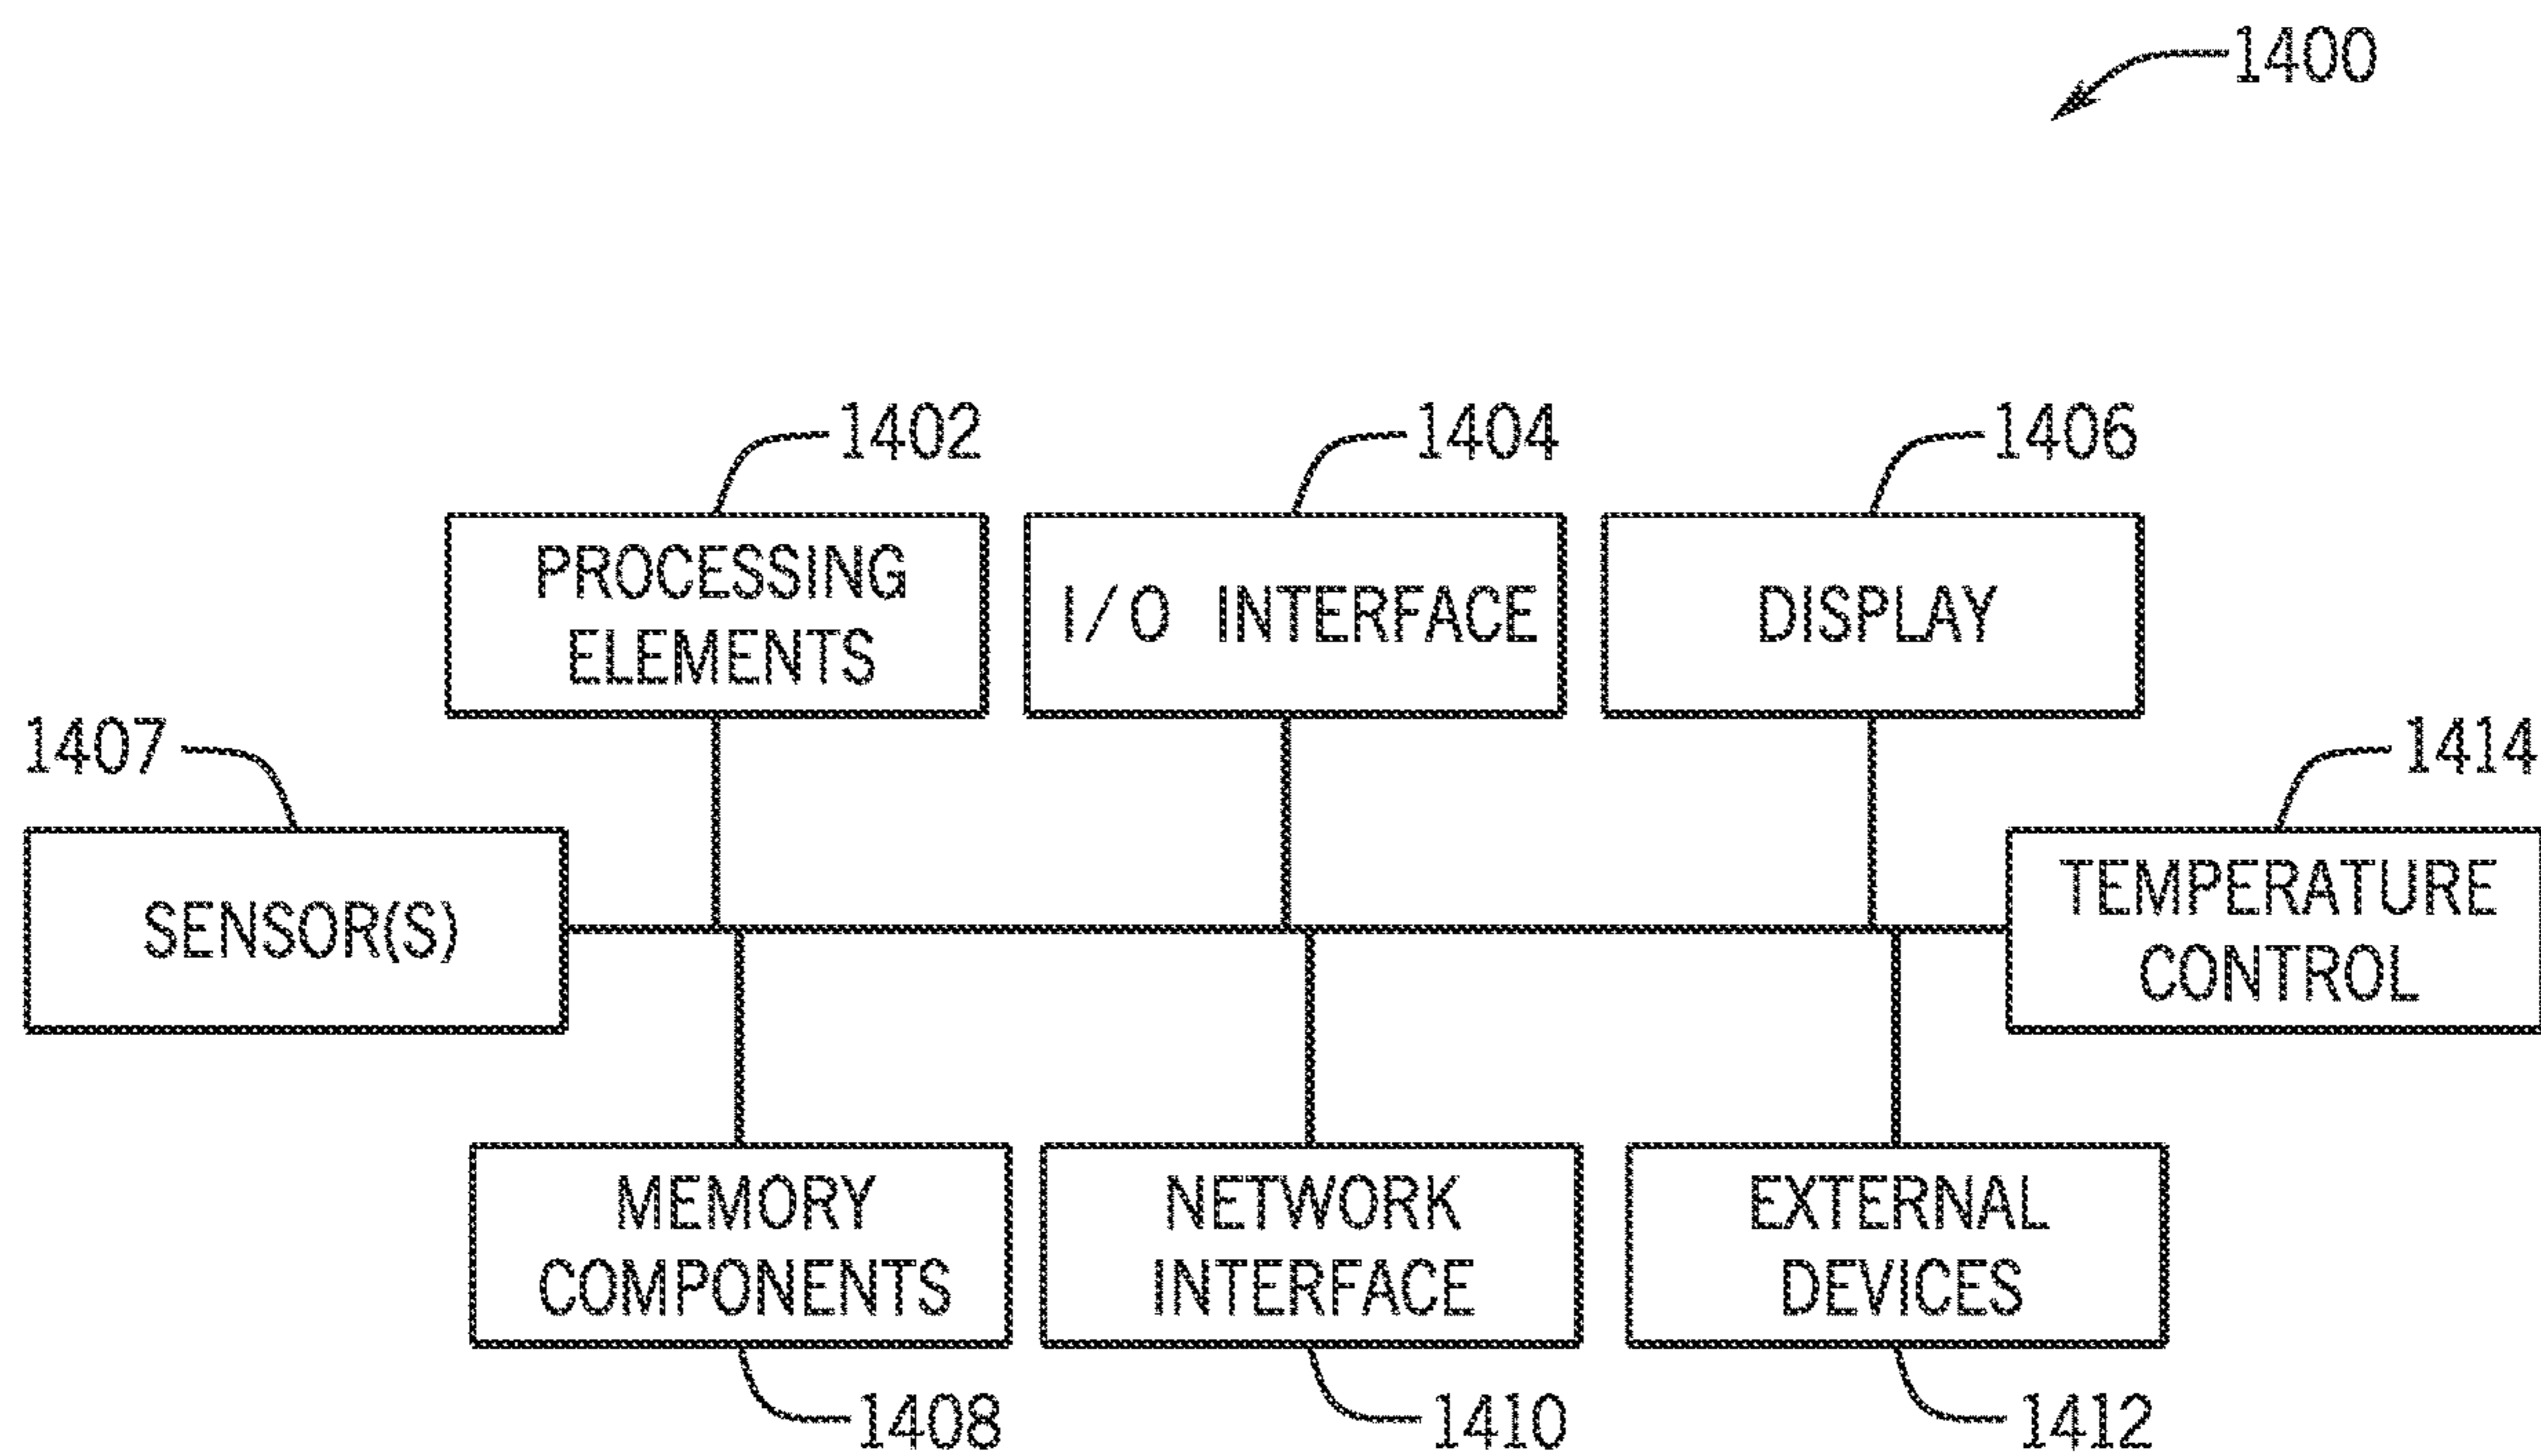 1400
1402
1404
1406
PROCESSING
ELEMENTS
I/O INTERFACE
DISPLAY
1407
1414
SENSOR(S)
TEMPERATURE
CONTROL
MEMORY
COMPONENTS
NETWORK
INTERFACE
EXTERNAL
DEVICES
1408
1410
1412